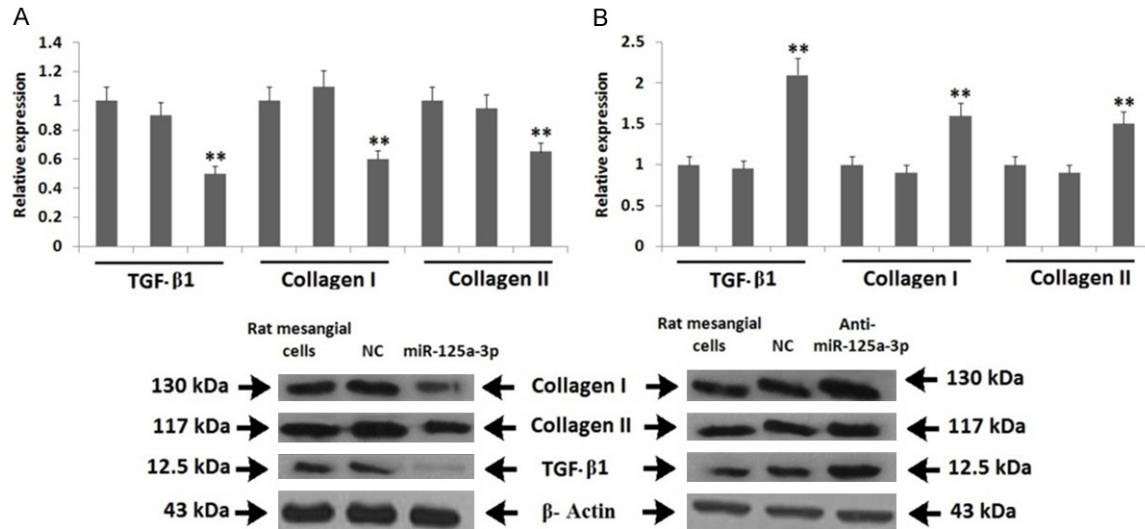 A
Relative expression
1.4
1.2
1
0.8
0.6
0.4
0.2
0
**
**
**
TGF-β1
Collagen I
Collagen II
B
Relative expression
2.5
2
1.5
1
0.5
0
**
**
**
TGF-β1
Collagen I
Collagen II
Rat mesangial
cells
NC
miR-125a-3p
Rat mesangial
cells
NC
Anti-
miR-125a-3p
130 kDa
Collagen I
130 kDa
117 kDa
Collagen II
117 kDa
12.5 kDa
TGF-β1
12.5 kDa
43 kDa
β- Actin
43 kDa